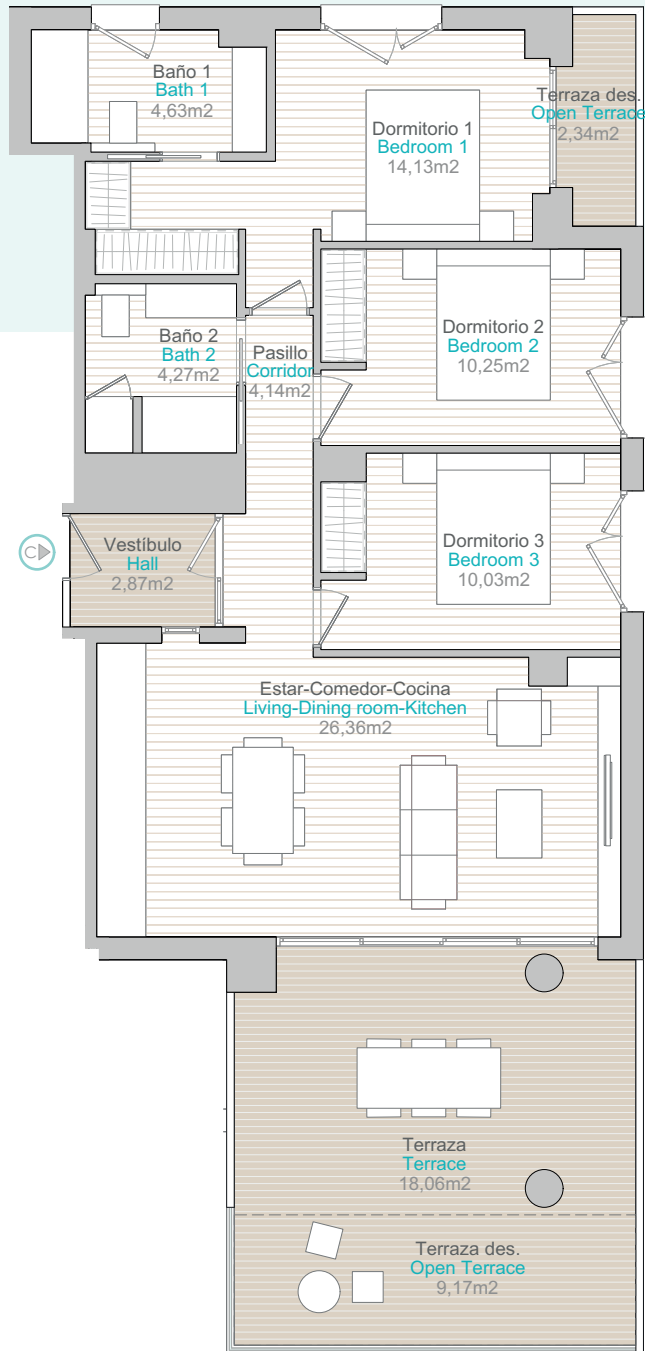 Baño 1
Bath 1
4,63m2
Dormitorio 1
Bedroom 1
14,13m2
Terraza des.
Open Terrace
2,34m2
Baño 2
Bath 2
4,27m2
Pasillo
Corridor
4,14m2
Dormitorio 2
Bedroom 2
10,25m2
Dormitorio 3
Bedroom 3
10,03m2
C
Vestíbulo
Hall
2,87m2
Estar-Comedor-Cocina
Living-Dining room-Kitchen
26,36m2
Terraza
Terrace
18,06m2
Terraza des.
Open Terrace
9,17m2